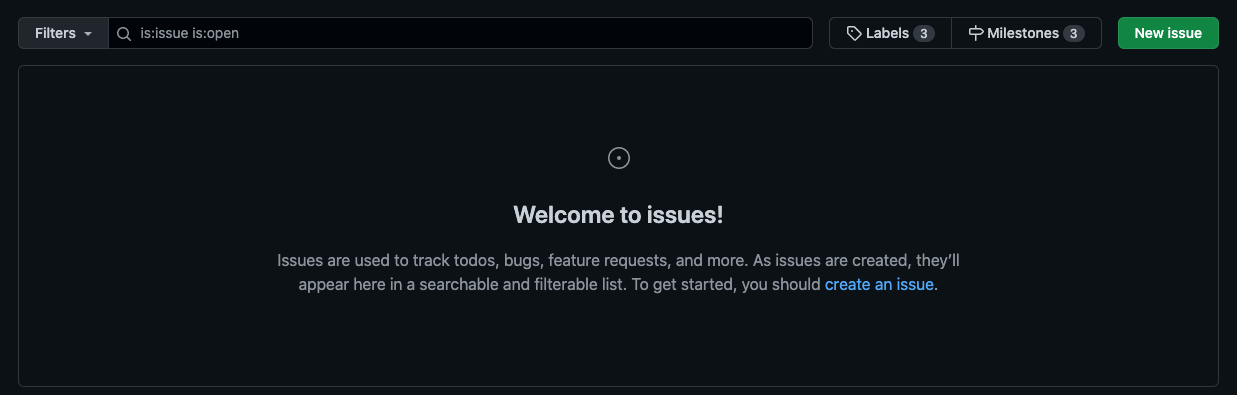 Filters is:issue is:open Labels 3 Milestones 3 New issue
Welcome to issues!
Issues are used to track todos, bugs, feature requests, and more. As issues are created, they’ll
appear here in a searchable and filterable list. To get started, you should create an issue.